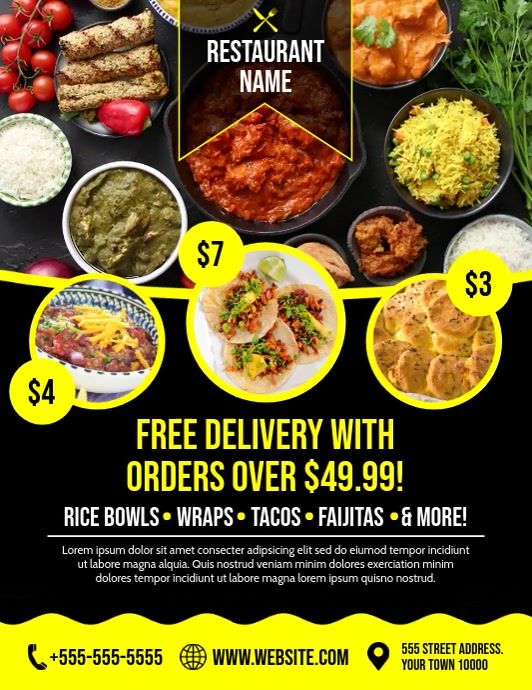 RESTAURANT
NAME
$7
$3
$4
FREE DELIVERY WITH
ORDERS OVER $49.99!
RICE BOWLS • WRAPS • TACOS • FAIJITAS • & MORE!
Lorem ipsum dolor sit amet consecter adipsicing elit sed do eiumod tempor incidiunt
ut labore magna alquia. Quis nostrud veniam minim dolores exerciation minim
dolores tempor incidiunt ut labore magna lorem ipsum quisno nostrud.
+555-555-5555
WWW.WEBSITE.COM
555 STREET ADDRESS.
YOUR TOWN 10000